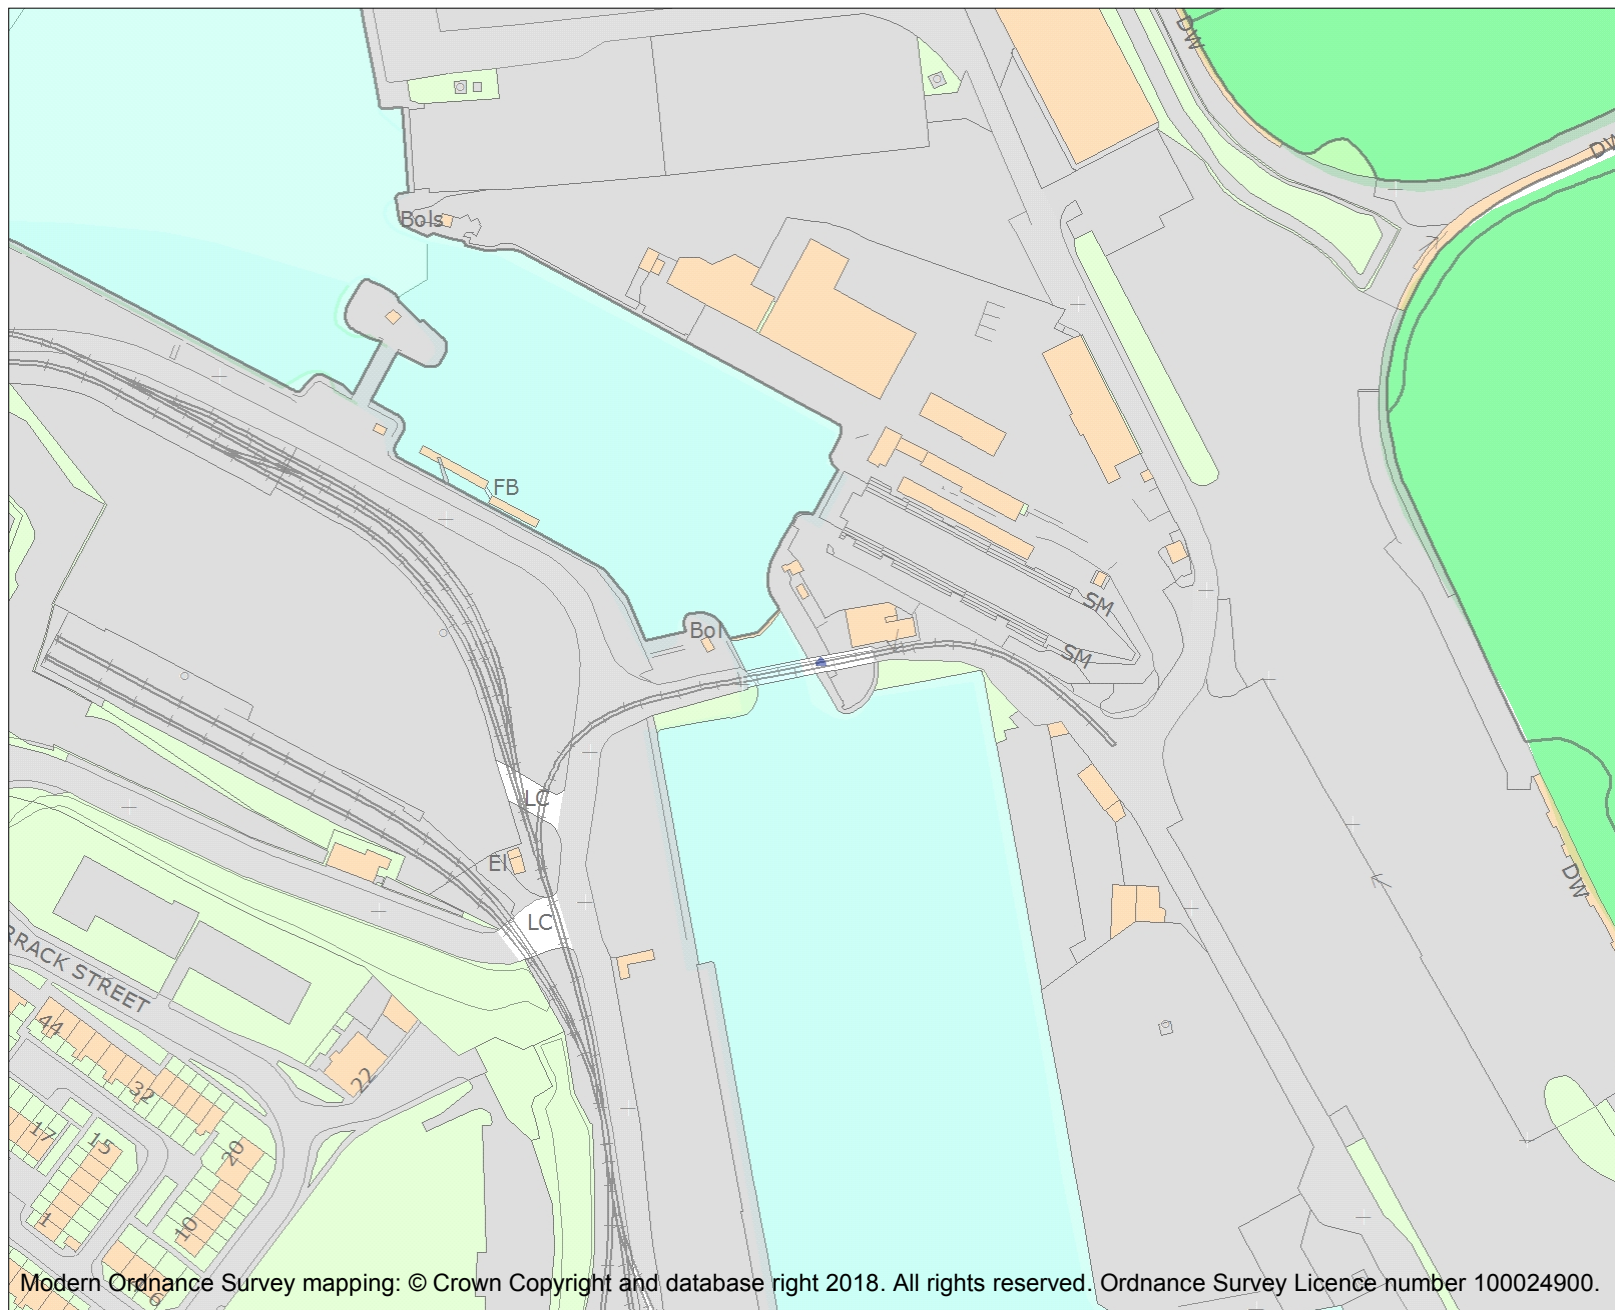 DW
DW
Bols
FB
SM
Bol
SM
LC
El
LC
DW
RRACK STREET
44
22
32
17
15
20
10
1
6
Modern Ordnance Survey mapping: © Crown Copyright and database right 2018. All rights reserved. Ordnance Survey Licence number 100024900.